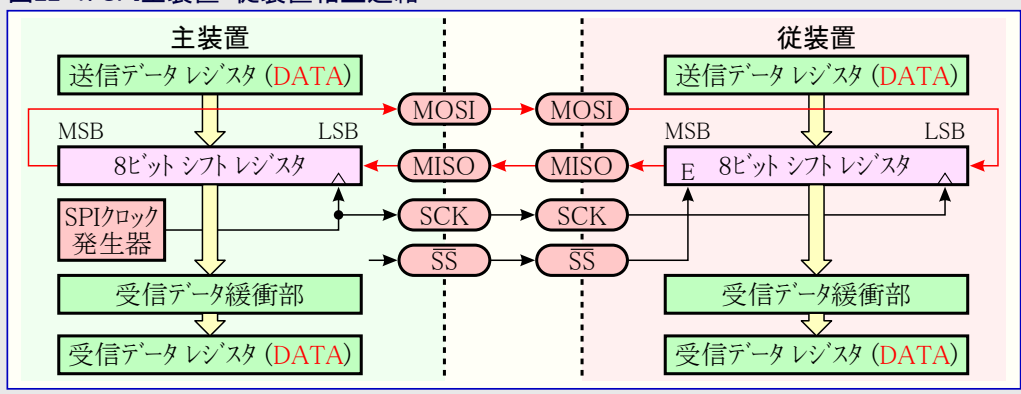 主装置
従装置
送信データ レジスタ (DATA)
送信データ レジスタ (DATA)
MOSI
MOSI
MSB
LSB
MSB
LSB
8ビット シフト レジスタ
MISO
MISO
E
8ビット シフト レジスタ
SPIクロック
発生器
SCK
SCK
SS
SS
受信データ緩衝部
受信データ緩衝部
受信データ レジスタ (DATA)
受信データ レジスタ (DATA)